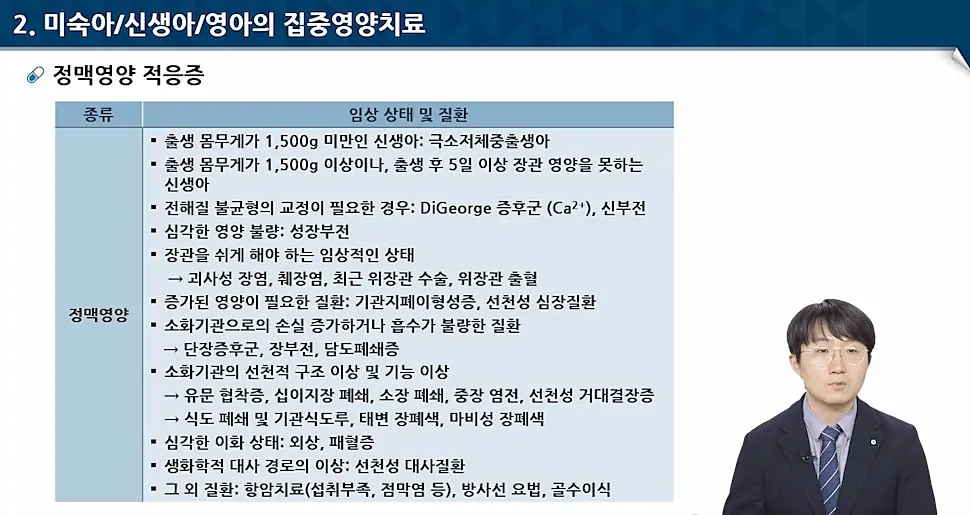 2. 미숙아/신생아/영아의 집중영양치료
정맥영양 적응증
종류
임상 상태 및 질환
정맥영양
▪ 출생 몸무게가 1,500g 미만인 신생아: 극소저체중출생아
▪ 출생 몸무게가 1,500g 이상이나, 출생 후 5일 이상 장관 영양을 못하는
신생아
▪ 전해질 불균형의 교정이 필요한 경우: DiGeorge 증후군 (Ca²⁺), 신부전
▪ 심각한 영양 불량: 성장부전
▪ 장관을 쉬게 해야 하는 임상적인 상태
→ 괴사성 장염, 췌장염, 최근 위장관 수술, 위장관 출혈
▪ 증가된 영양이 필요한 질환: 기관지폐이형성증, 선천성 심장질환
▪ 소화기관으로의 손실 증가하거나 흡수가 불량한 질환
→ 단장증후군, 장부전, 담도폐쇄증
▪ 소화기관의 선천적 구조 이상 및 기능 이상
→ 유문 협착증, 십이지장 폐쇄, 소장 폐쇄, 중장 염전, 선천성 거대결장증
→ 식도 폐쇄 및 기관식도루, 태변 장폐색, 마비성 장폐색
▪ 심각한 이화 상태: 외상, 패혈증
▪ 생화학적 대사 경로의 이상: 선천성 대사질환
▪ 그 외 질환: 항암치료(섭취부족, 점막염 등), 방사선 요법, 골수이식